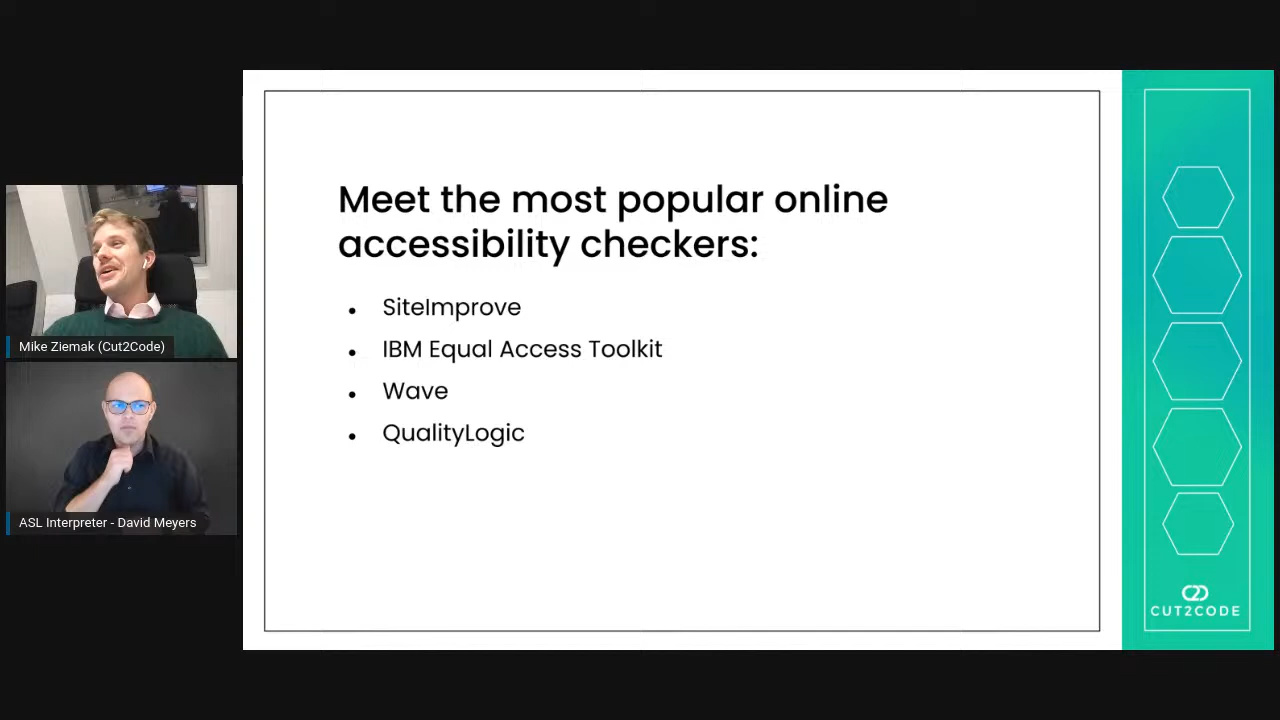 Meet the most popular online
accessibility checkers:
SiteImprove
IBM Equal Access Toolkit
Wave
QualityLogic
Mike Ziemak (Cut2Code)
ASL Interpreter - David Meyers
CUT2CODE